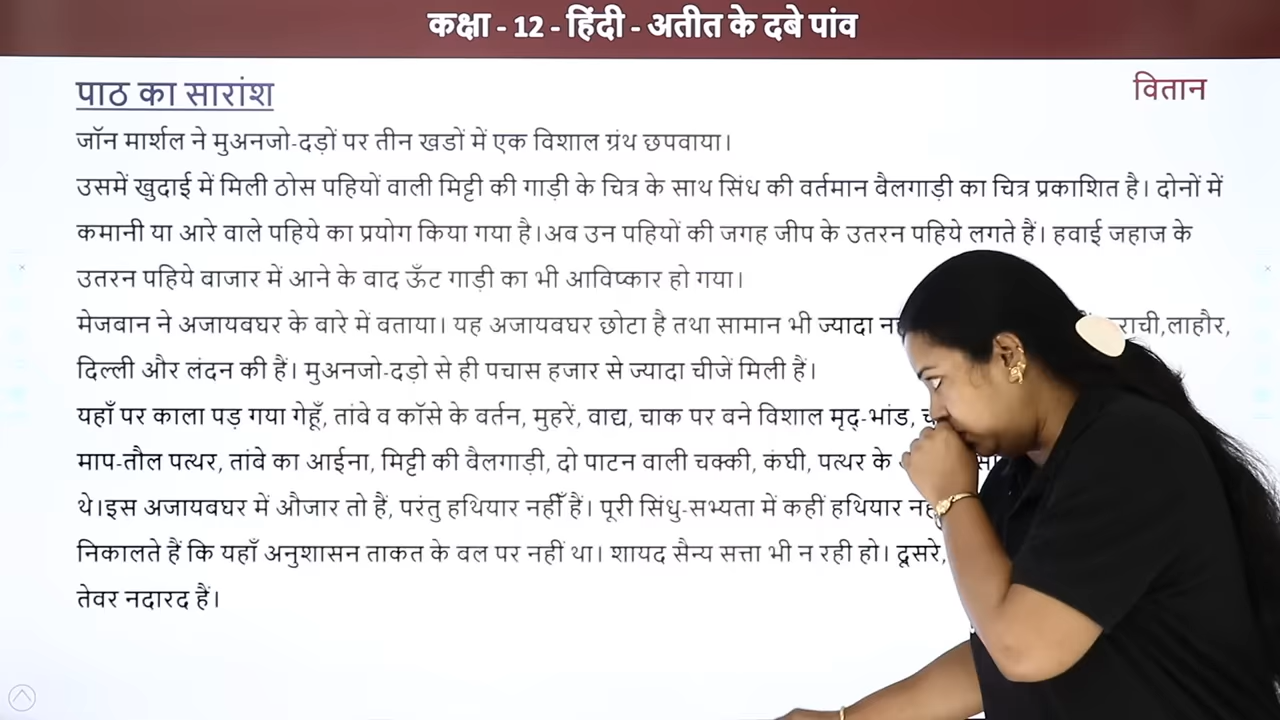 कक्षा - 12 - हिंदी - अतीत के दबे पांव
पाठ का सारांश
वितान
जॉन मार्शल ने मुअनजो-दड़ों पर तीन खडों में एक विशाल ग्रंथ छपवाया।
उसमें खुदाई में मिली ठोस पहियों वाली मिट्टी की गाड़ी के चित्र के साथ सिंध की वर्तमान बैलगाड़ी का चित्र प्रकाशित है। दोनों में
कमानी या आरे वाले पहिये का प्रयोग किया गया है।अब उन पहियों की जगह जीप के उतरन पहिये लगते हैं। हवाई जहाज के
उतरन पहिये बाजार में आने के वाद ऊँट गाड़ी का भी आविष्कार हो गया।
मेजवान ने अजायवघर के वारे में वताया। यह अजायवघर छोटा है तथा सामान भी ज्यादा लाहौर,
दिल्ली और लंदन की हैं। मुअनजो-दड़ो से ही पचास हजार से ज्यादा चीजें मिली हैं।
यहाँ पर काला पड़ गया गेहूँ, तांवे व कॉसे के वर्तन, मुहरें, वाद्य, चाक पर वने विशाल मृद्-भांड,
माप-तौल पत्थर, तांवे का आईना, मिट्टी की वैलगाड़ी, दो पाटन वाली चक्की, कंघी, पत्थर के
थे।इस अजायवघर में औजार तो हैं, परंतु हथियार नहीँ हैं। पूरी सिंधु-सभ्यता में कहीं हथियार
निकालते हैं कि यहाँ अनुशासन ताकत के वल पर नहीं था। शायद सैन्य सत्ता भी न रही हो। दूसरे,
तेवर नदारद हैं।